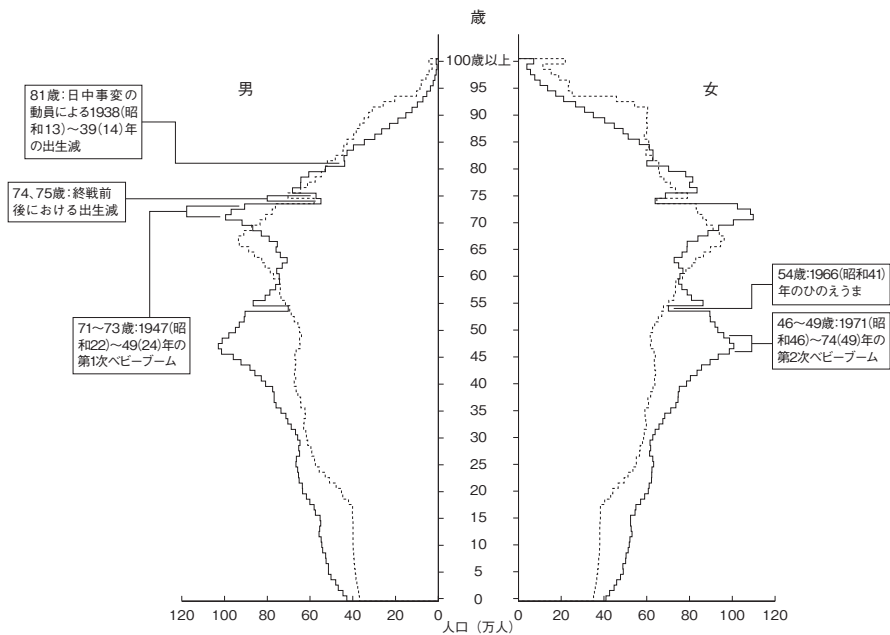 歳
男
女
100歳以上
95
90
85
80
75
70
65
60
55
50
45
40
35
30
25
20
15
10
5
0
81歳：日中事変の
動員による1938(昭
和13)～39(14)年
の出生減
74、75歳：終戦前
後における出生減
71～73歳：1947(昭
和22)～49(24)年の
第1次ベビーブーム
54歳：1966(昭和41)
年のひのえうま
46～49歳：1971(昭
和46)～74(49)年の
第2次ベビーブーム
120 100 80 60 40 20 0
人口（万人）
0 20 40 60 80 100 120